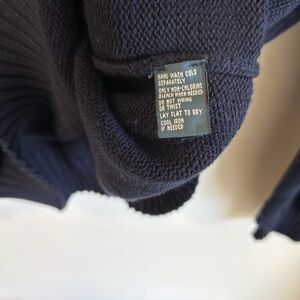 HAND WASH COLD
SEPARATELY
ONLY NON-CHLORINE
BLEACH WHEN NEEDED
DO NOT WRING
OR TWIST
LAY FLAT TO DRY
COOL IRON
IF NEEDED